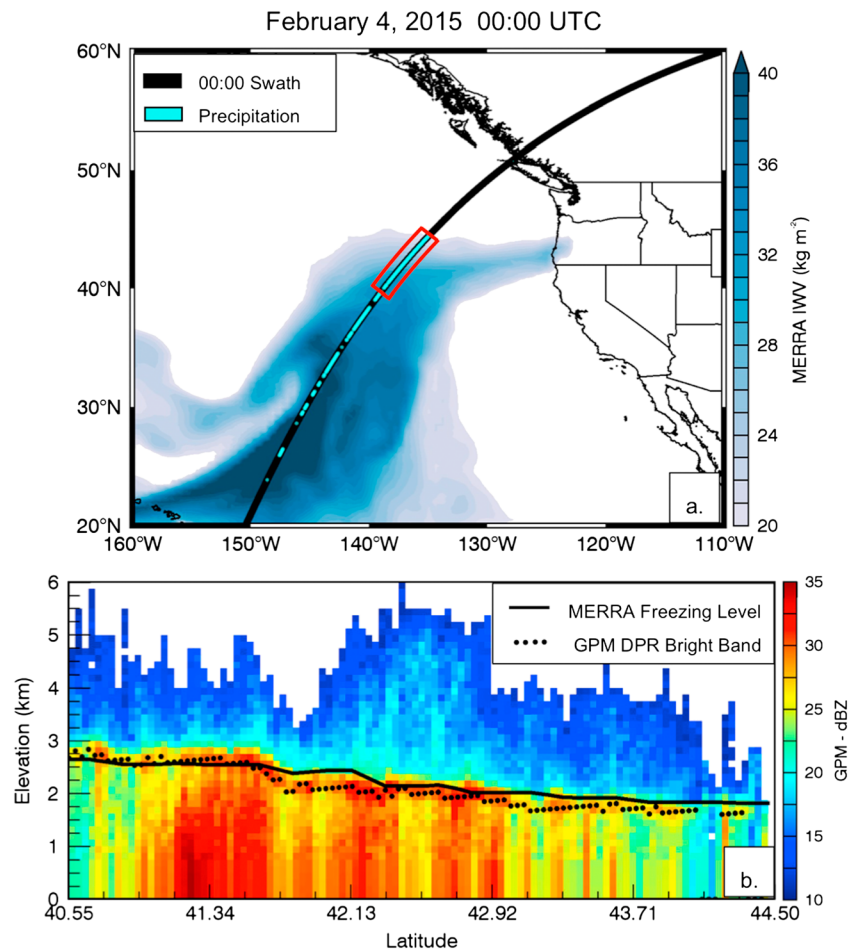 February 4, 2015 00:00 UTC
60°N
50°N
40°N
30°N
20°N
00:00 Swath
Precipitation
a.
160°W 150°W 140°W 130°W 120°W 110°W
40
36
32
28
24
20
MERRA IWV (kg m⁻²)
6
5
4
3
2
1
0
Elevation (km)
MERRA Freezing Level
GPM DPR Bright Band
b.
40.55 41.34 42.13 42.92 43.71 44.50
Latitude
35
30
25
20
15
10
GPM - dBZ